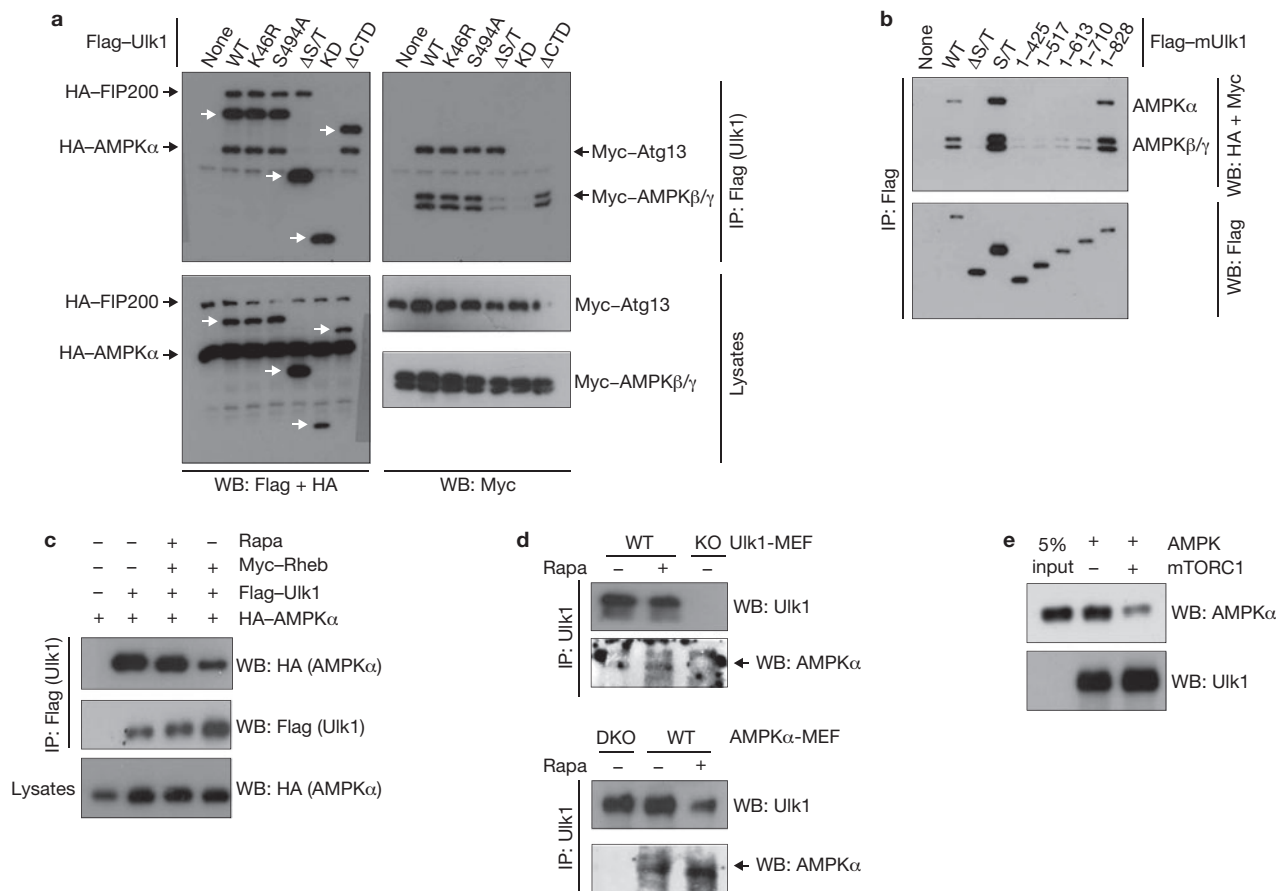 a
Flag–Ulk1
None WT K46R S494A ΔS/T KD ΔCTD
None WT K46R S494A ΔS/T KD ΔCTD
HA–FIP200
HA–AMPKα
Myc–Atg13
Myc–AMPKβ/γ
IP: Flag (Ulk1)
HA–FIP200
HA–AMPKα
Myc–Atg13
Myc–AMPKβ/γ
Lysates
WB: Flag + HA
WB: Myc
b
None WT ΔS/T S/T 1–425 1–517 1–613 1–710 1–828
Flag–mUlk1
AMPKα
AMPKβ/γ
WB: HA + Myc
IP: Flag
WB: Flag
c
– – + – Rapa
– – + + Myc–Rheb
– + + + Flag–Ulk1
+ + + + HA–AMPKα
IP: Flag (Ulk1)
WB: HA (AMPKα)
WB: Flag (Ulk1)
Lysates
WB: HA (AMPKα)
d
WT KO Ulk1-MEF
Rapa – + –
IP: Ulk1
WB: Ulk1
WB: AMPKα
DKO WT AMPKα-MEF
Rapa – – +
IP: Ulk1
WB: Ulk1
WB: AMPKα
e
5% input
+ + AMPK
– + mTORC1
WB: AMPKα
WB: Ulk1